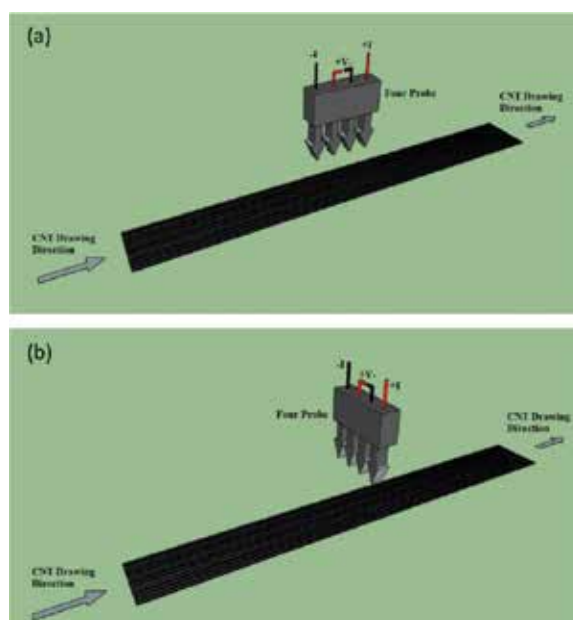 (a)
-I
+V-
+I
Four Probe
CNT Drawing
Direction
CNT Drawing
Direction
(b)
-I
+V-
+I
Four Probe
CNT Drawing
Direction
CNT Drawing
Direction